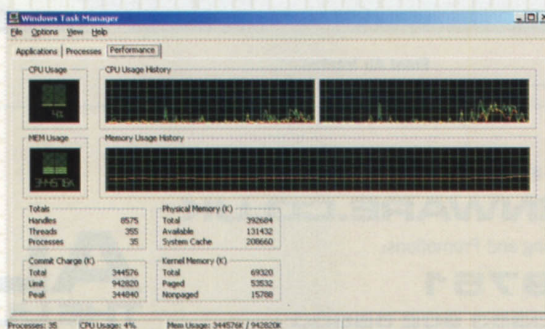 Windows Task Manager
File Options View Help
Applications Processes Performance
CPU Usage
CPU Usage History
4%
MEM Usage
Memory Usage History
344576K
Totals
Handles 8575
Threads 355
Processes 35
Physical Memory (K)
Total 392684
Available 131432
System Cache 208660
Commit Charge (K)
Total 344576
Limit 942820
Peak 344840
Kernel Memory (K)
Total 69320
Paged 53532
Nonpaged 15788
Processes: 35 CPU Usage: 4% Mem Usage: 344576K / 942820K